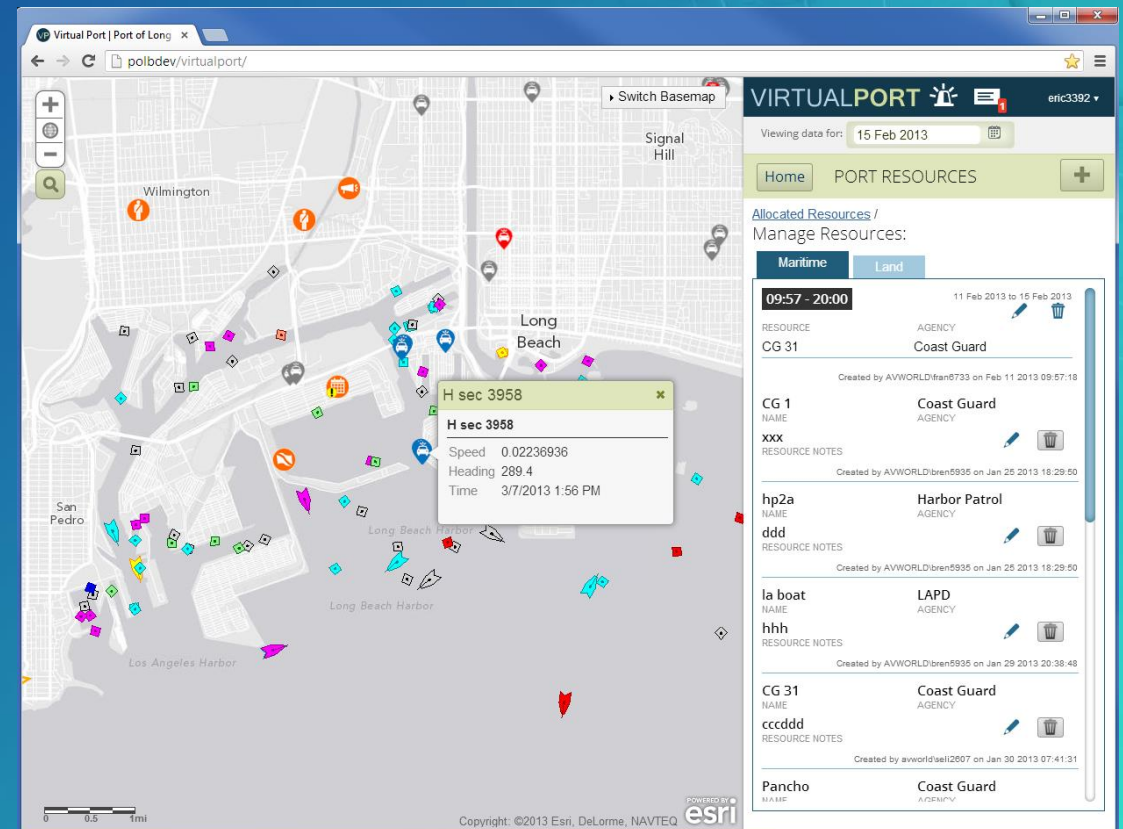 Virtual Port | Port of Long
polbdev/virtualport/
Switch Basemap
Signal
Hill
Wilmington
Long
Beach
San
Pedro
Long Beach Harbor
Long Beach Harbor
Los Angeles Harbor
H sec 3958
H sec 3958
Speed 0.02236936
Heading 289.4
Time 3/7/2013 1:56 PM
0 0.5 1mi
Copyright: ©2013 Esri, DeLorme, NAVTEQ
POWERED BY
esri
VIRTUALPORT 1 eric3392
Viewing data for: 15 Feb 2013
Home PORT RESOURCES
Allocated Resources /
Manage Resources:
Maritime Land
09:57 - 20:00 11 Feb 2013 to 15 Feb 2013
RESOURCE AGENCY
CG 31 Coast Guard
Created by AVWORLD\fran6733 on Feb 11 2013 09:57:18
CG 1 Coast Guard
NAME AGENCY
xxx
RESOURCE NOTES
Created by AVWORLD\bren5935 on Jan 25 2013 18:29:50
hp2a Harbor Patrol
NAME AGENCY
ddd
RESOURCE NOTES
Created by AVWORLD\bren5935 on Jan 25 2013 18:29:50
la boat LAPD
NAME AGENCY
hhh
RESOURCE NOTES
Created by AVWORLD\bren5935 on Jan 29 2013 20:38:48
CG 31 Coast Guard
NAME AGENCY
cccddd
RESOURCE NOTES
Created by avworld\seli2607 on Jan 30 2013 07:41:31
Pancho Coast Guard
NAME AGENCY